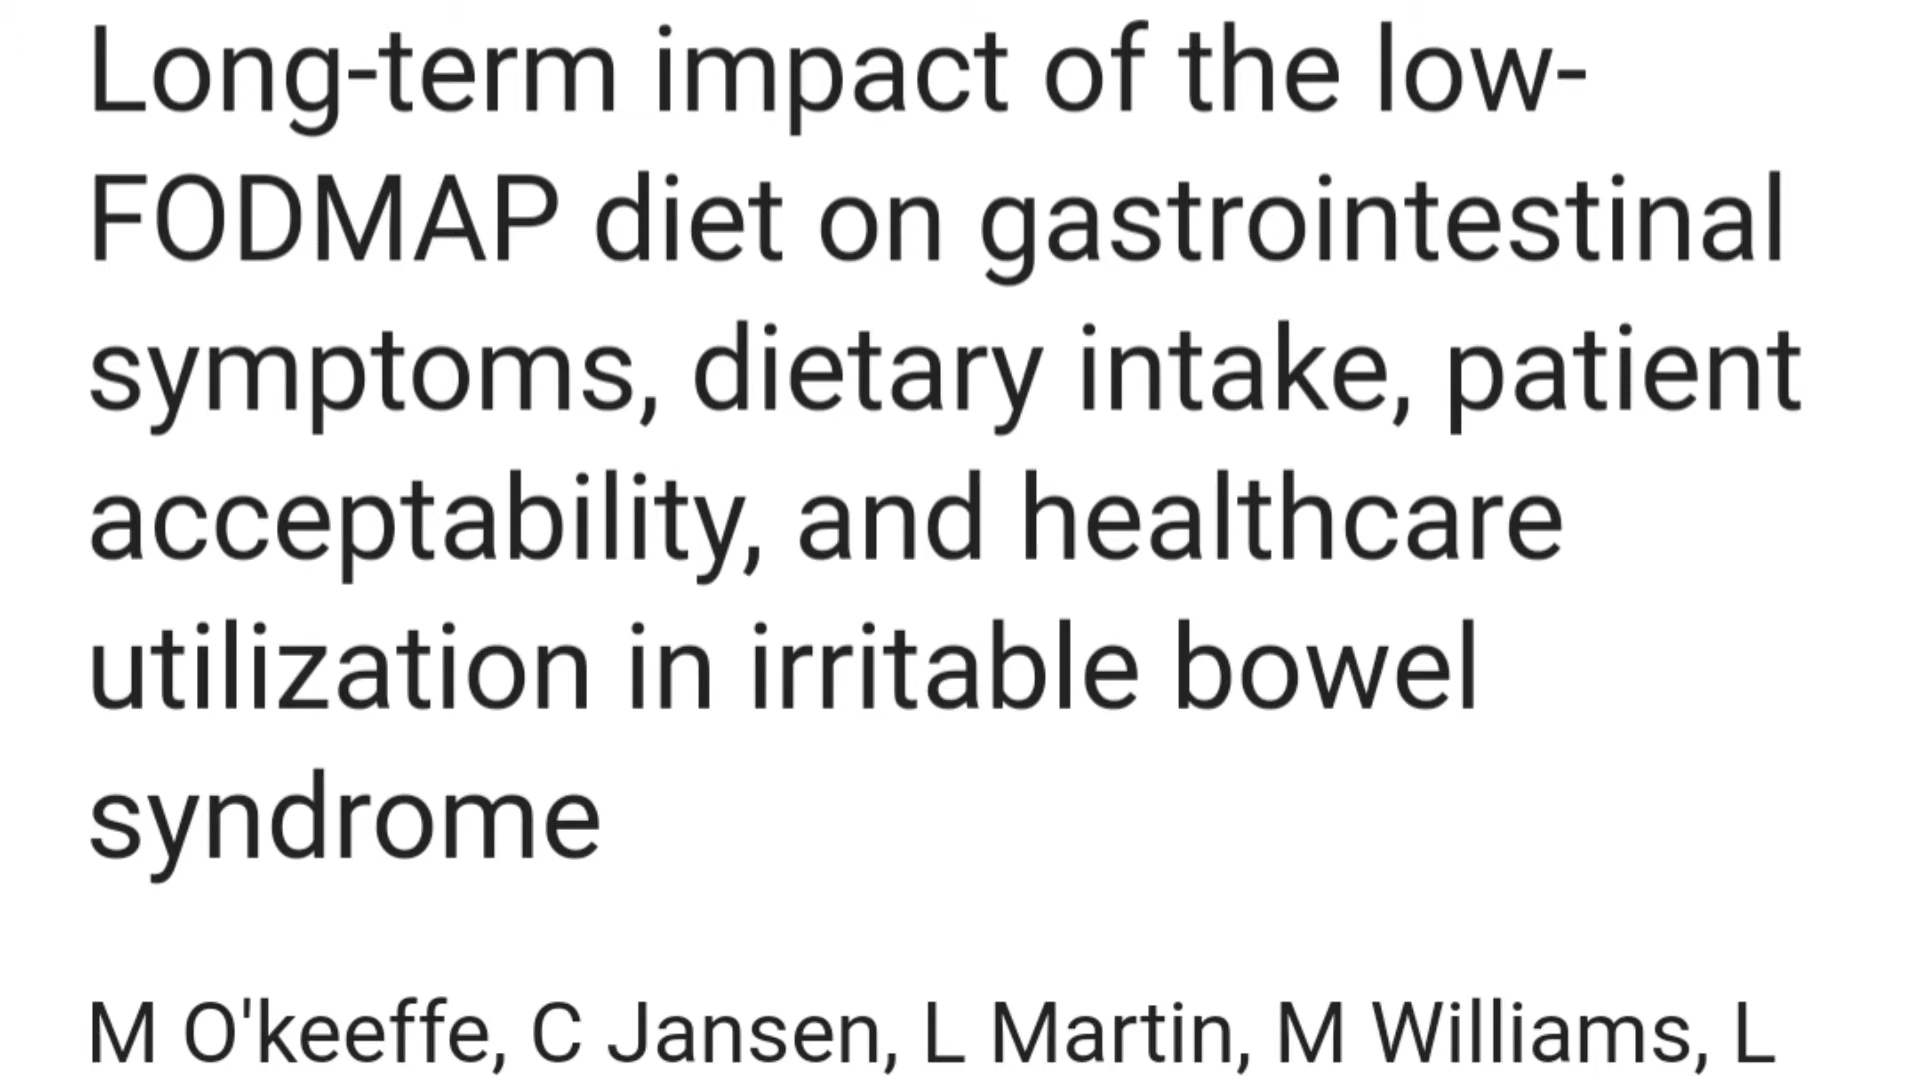 Long-term impact of the low-
FODMAP diet on gastrointestinal
symptoms, dietary intake, patient
acceptability, and healthcare
utilization in irritable bowel
syndrome
M O'keeffe, C Jansen, L Martin, M Williams, L